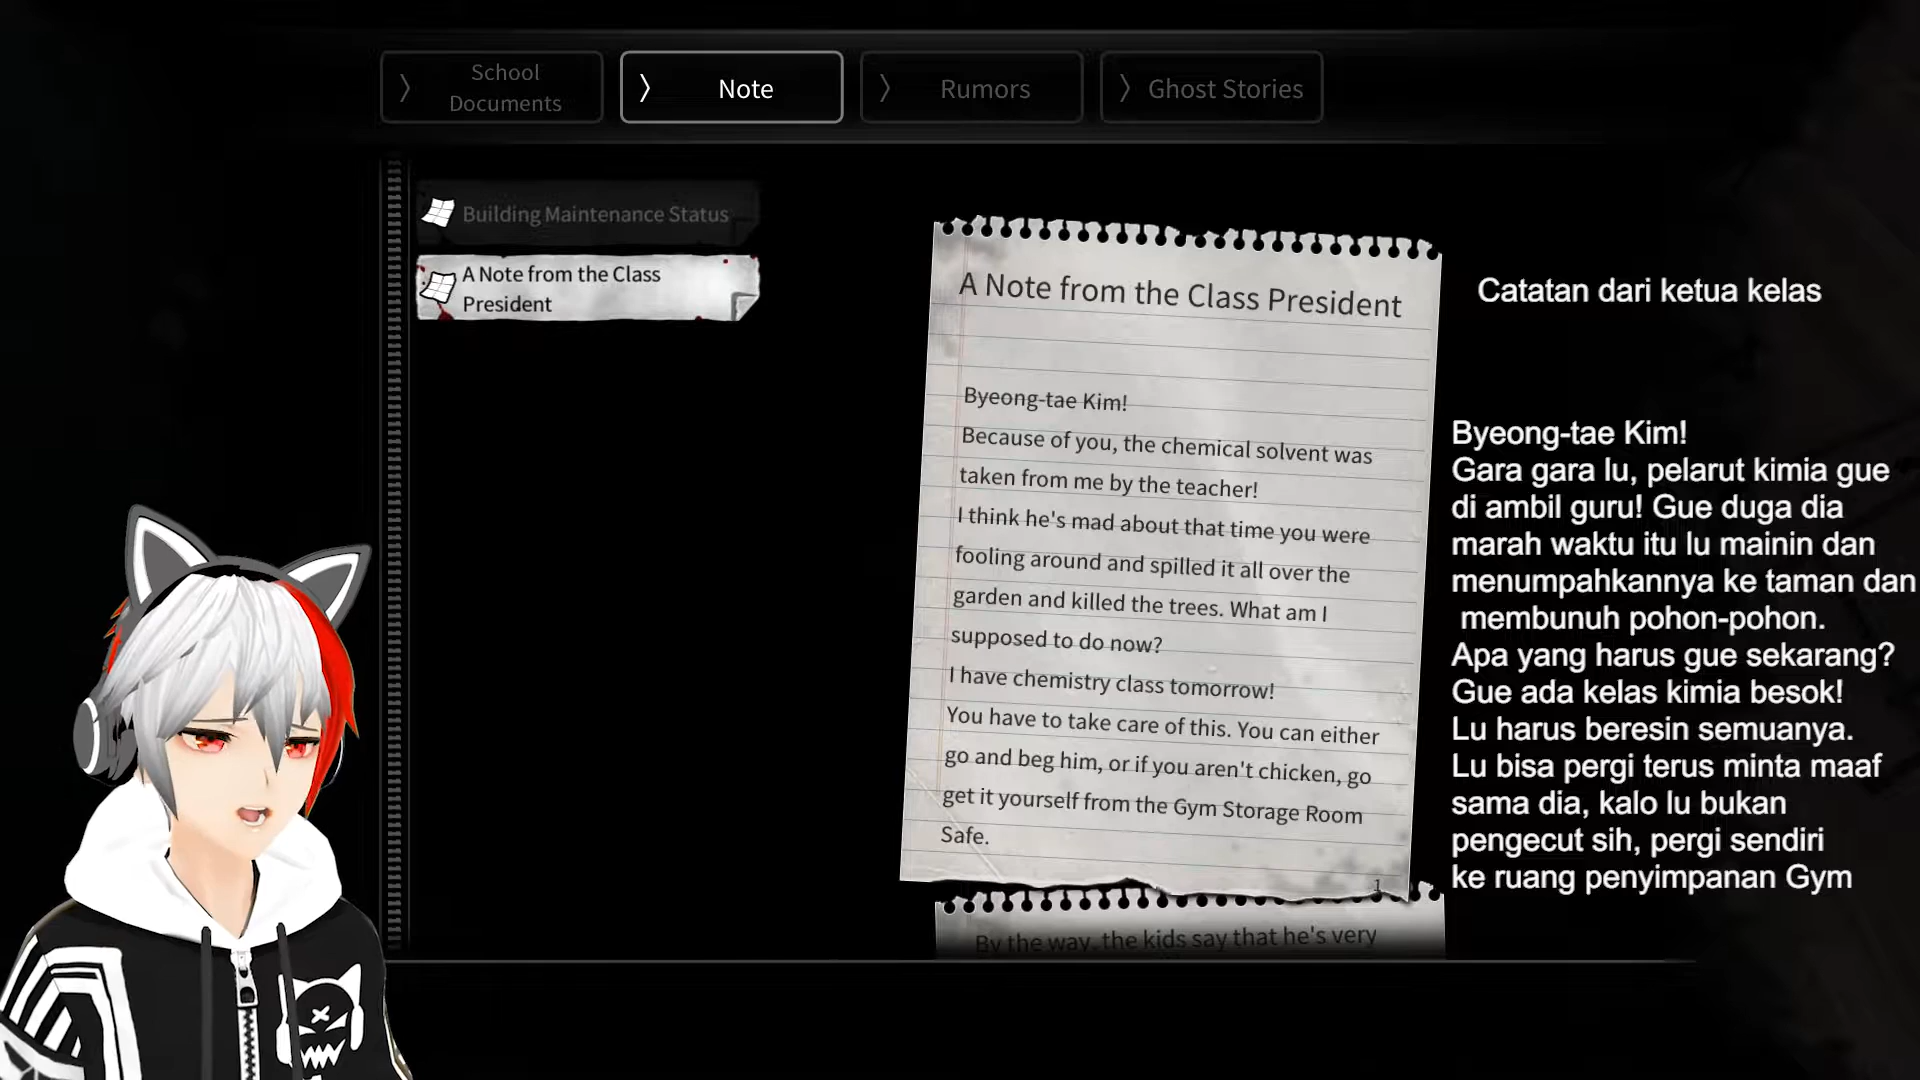 School
Documents
Note
Rumors
Ghost Stories
Building Maintenance Status
A Note from the Class
President
A Note from the Class President
Byeong-tae Kim!
Because of you, the chemical solvent was
taken from me by the teacher!
I think he's mad about that time you were
fooling around and spilled it all over the
garden and killed the trees. What am I
supposed to do now?
I have chemistry class tomorrow!
You have to take care of this. You can either
go and beg him, or if you aren't chicken, go
get it yourself from the Gym Storage Room
Safe.
1
By the way, the kids say that he's very
Catatan dari ketua kelas
Byeong-tae Kim!
Gara gara lu, pelarut kimia gue
di ambil guru! Gue duga dia
marah waktu itu lu mainin dan
menumpahkannya ke taman dan
membunuh pohon-pohon.
Apa yang harus gue sekarang?
Gue ada kelas kimia besok!
Lu harus beresin semuanya.
Lu bisa pergi terus minta maaf
sama dia, kalo lu bukan
pengecut sih, pergi sendiri
ke ruang penyimpanan Gym